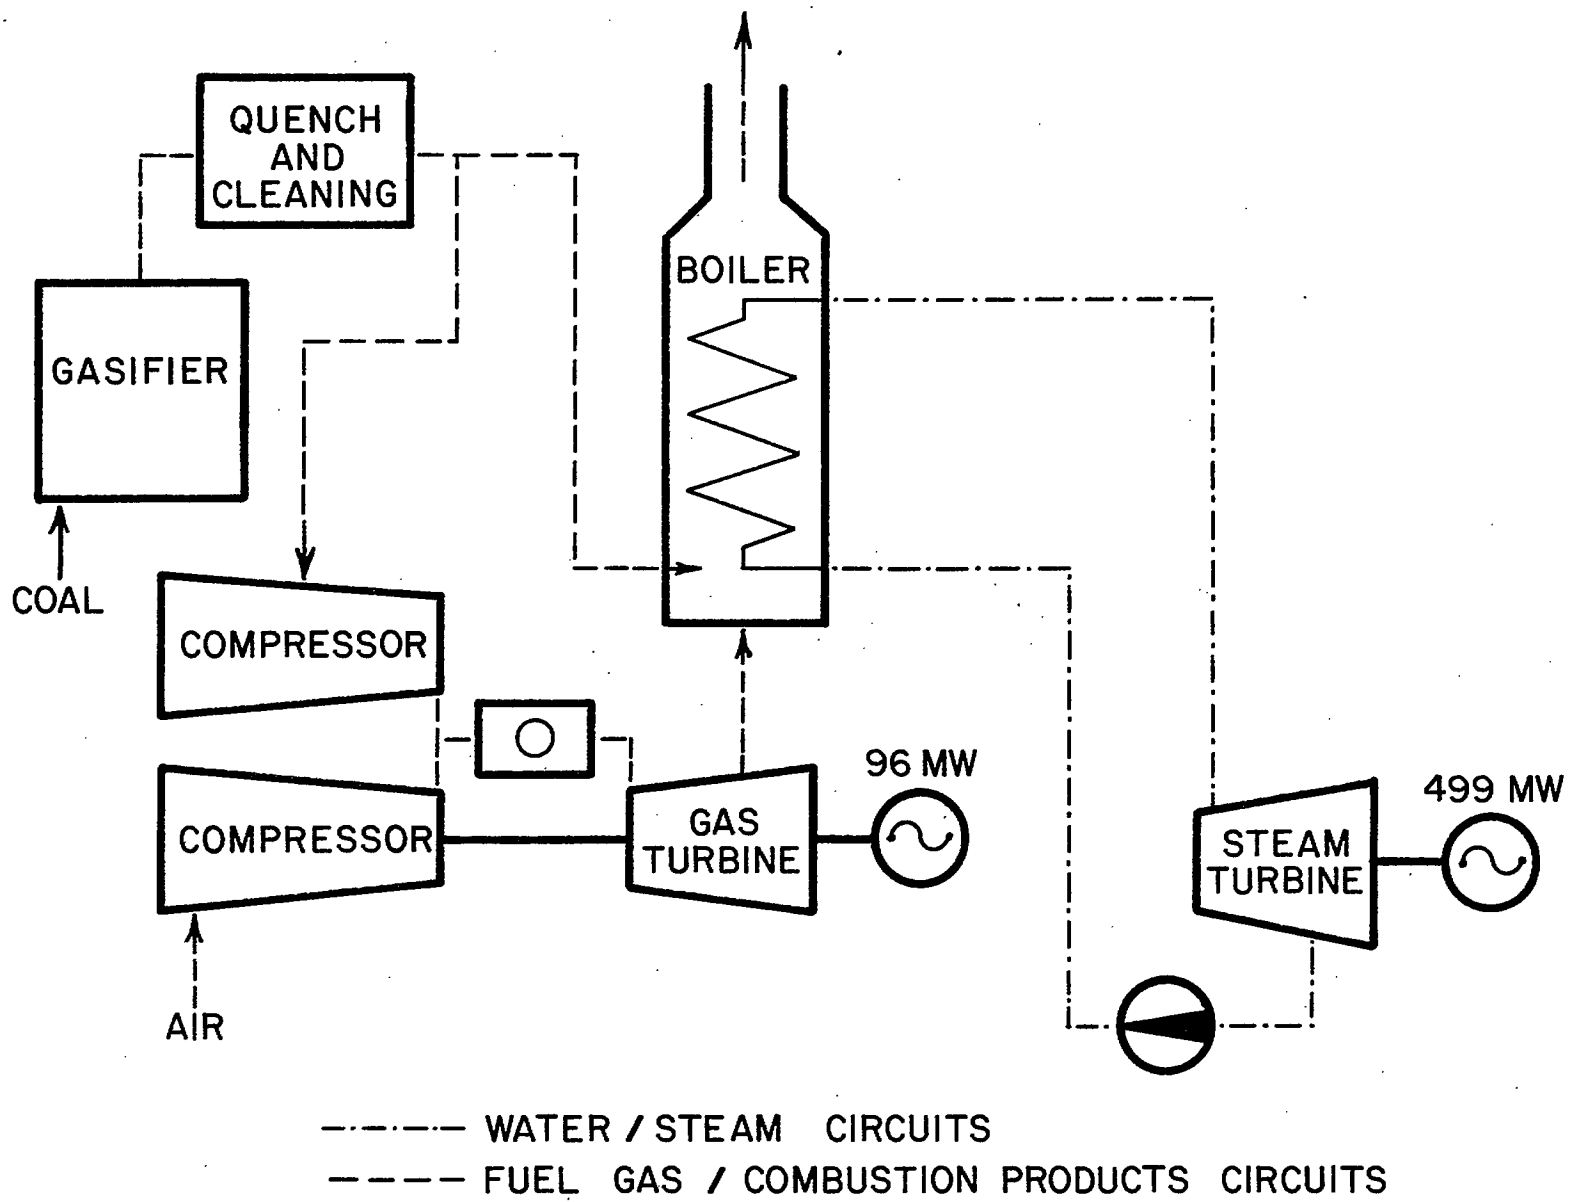 QUENCH
AND
CLEANING
BOILER
GASIFIER
COAL
COMPRESSOR
96 MW
499 MW
COMPRESSOR
GAS
TURBINE
STEAM
TURBINE
AIR
WATER / STEAM CIRCUITS
FUEL GAS / COMBUSTION PRODUCTS CIRCUITS